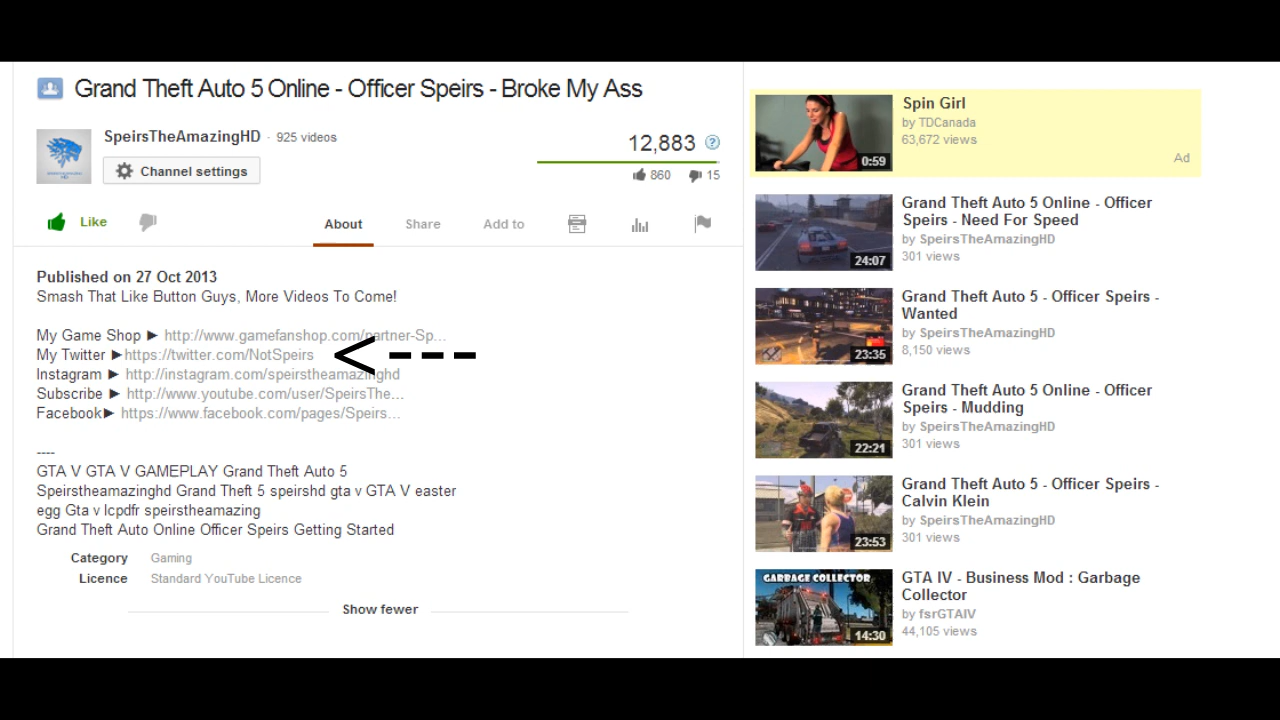 Grand Theft Auto 5 Online - Officer Speirs - Broke My Ass
SpeirsTheAmazingHD · 925 videos
Channel settings
12,883
860 15
Like
About Share Add to
Published on 27 Oct 2013
Smash That Like Button Guys, More Videos To Come!
My Game Shop ► http://www.gamefanshop.com/partner-Sp...
My Twitter ►https://twitter.com/NotSpeirs
Instagram ► http://instagram.com/speirstheamazinghd
Subscribe ► http://www.youtube.com/user/SpeirsThe...
Facebook► https://www.facebook.com/pages/Speirs...
----
GTA V GTA V GAMEPLAY Grand Theft Auto 5
Speirstheamazinghd Grand Theft 5 speirshd gta v GTA V easter
egg Gta v lcpdfr speirstheamazing
Grand Theft Auto Online Officer Speirs Getting Started
Category Gaming
Licence Standard YouTube Licence
Show fewer
Spin Girl
by TDCanada
63,672 views
Ad
0:59
Grand Theft Auto 5 Online - Officer
Speirs - Need For Speed
by SpeirsTheAmazingHD
301 views
24:07
Grand Theft Auto 5 - Officer Speirs -
Wanted
by SpeirsTheAmazingHD
8,150 views
23:35
Grand Theft Auto 5 Online - Officer
Speirs - Mudding
by SpeirsTheAmazingHD
301 views
22:21
Grand Theft Auto 5 - Officer Speirs -
Calvin Klein
by SpeirsTheAmazingHD
301 views
23:53
GARBAGE COLLECTOR
GTA IV - Business Mod : Garbage
Collector
by fsrGTAIV
44,105 views
14:30